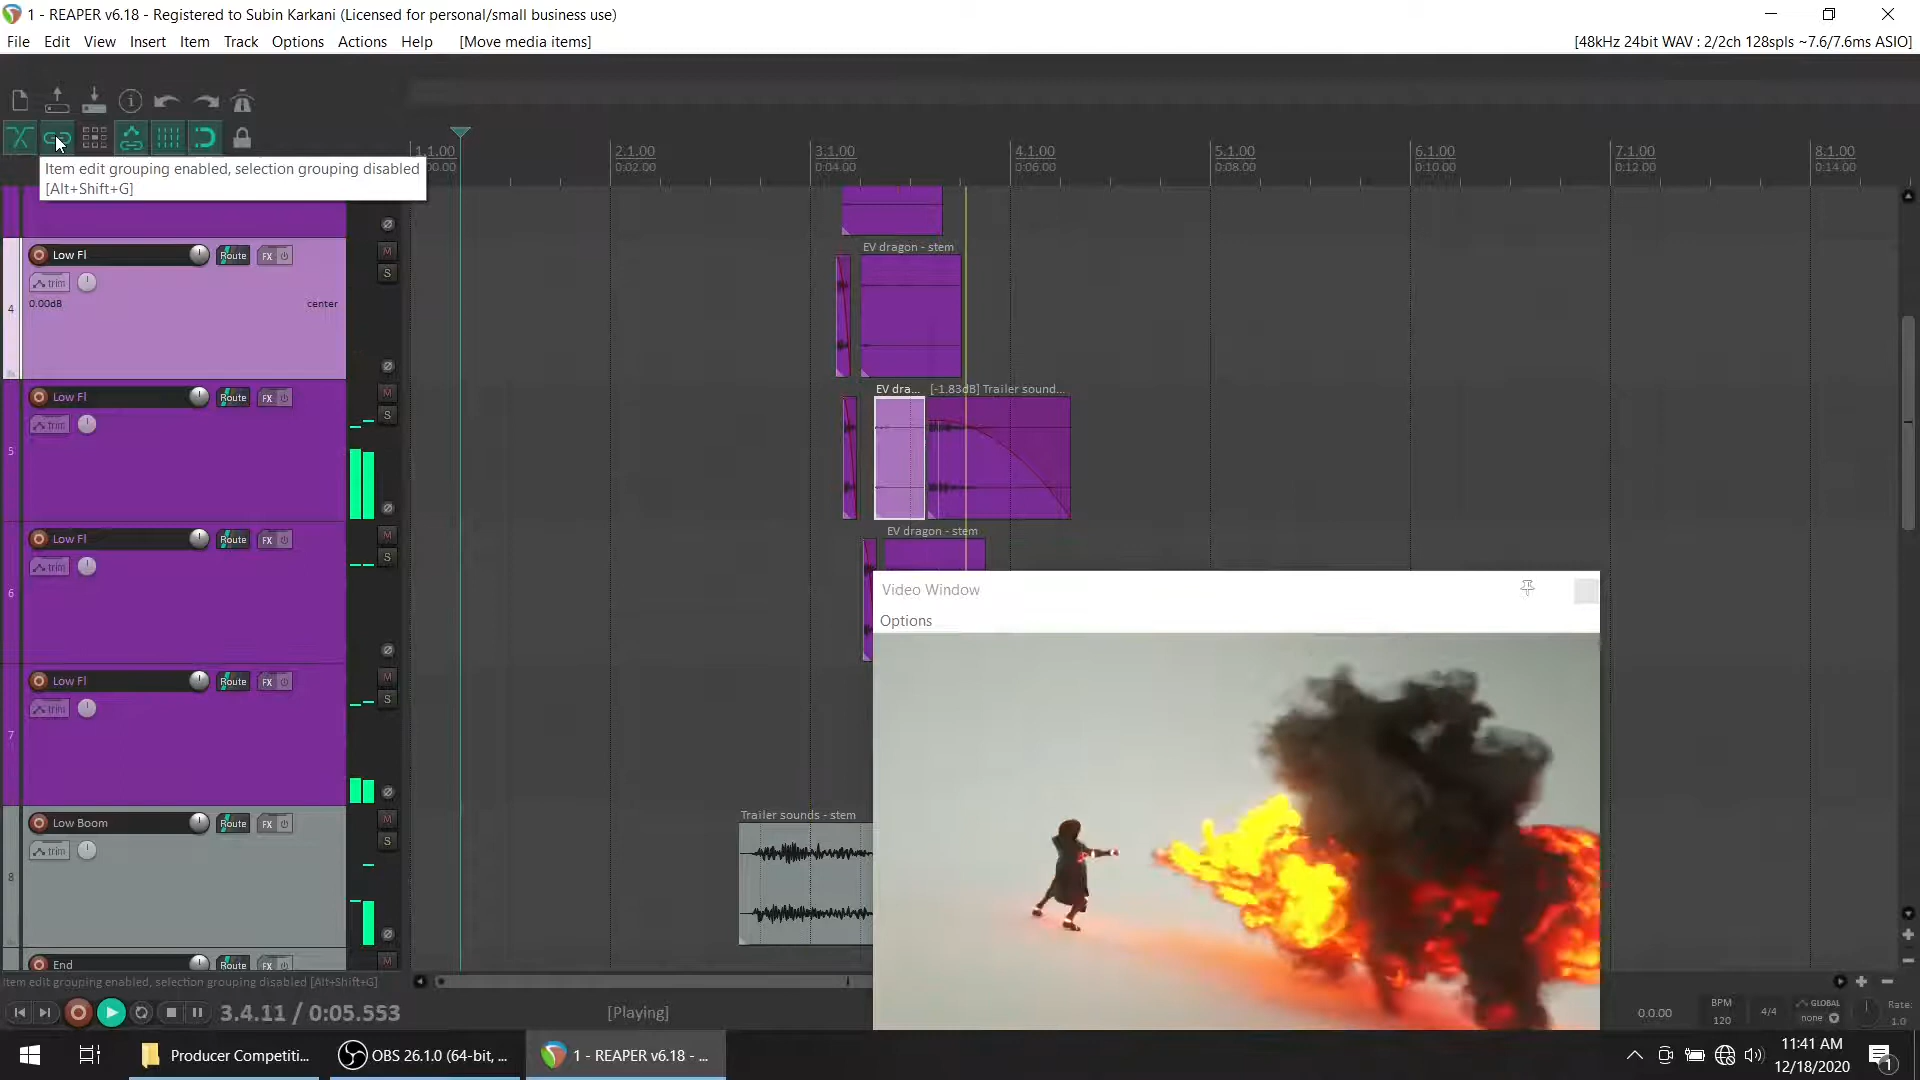 1 - REAPER v6.18 - Registered to Subin Karkani (Licensed for personal/small business use)
File Edit View Insert Item Track Options Actions Help [Move media items] [48kHz 24bit WAV : 2/2ch 128spls ~7.6/7.6ms ASIO]
1.1.00 2.1.00 3.1.00 4.1.00 5.1.00 6.1.00 7.1.00 8.1.00
0:02.00 0:04.00 0:06.00 0:08.00 0:10.00 0:12.00 0:14.00
Item edit grouping enabled, selection grouping disabled
[Alt+Shift+G]
EV dragon - stem
Low Fl Route FX M
S
trim
0.00dB center
4
EV dra... [-1.83dB] Trailer sound...
Low Fl Route FX M
S
trim
5
EV dragon - stem
Low Fl Route FX M
S
trim
6
Video Window
Options
Low Fl Route FX M
S
trim
7
Trailer sounds - stem
Low Boom Route FX M
S
trim
8
End Route FX M
Item edit grouping enabled, selection grouping disabled [Alt+Shift+G]
3.4.11 / 0:05.553 [Playing] 0.0.00 BPM 120 4/4 GLOBAL none Rate: 1.0
Producer Competiti... OBS 26.1.0 (64-bit, ... 1 - REAPER v6.18 - ...
11:41 AM
12/18/2020
1